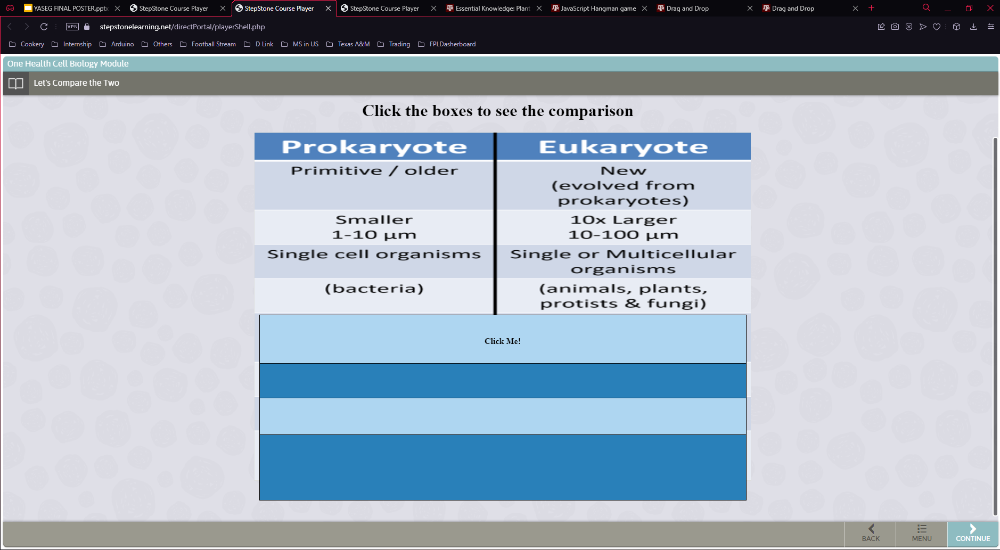 YASEG FINAL POSTER.pptx
StepStone Course Player
StepStone Course Player
StepStone Course Player
Essential Knowledge: Plant
JavaScript Hangman game
Drag and Drop
Drag and Drop
VPN
stepstonelearning.net/directPortal/playerShell.php
Cookery
Internship
Arduino
Others
Football Stream
D Link
MS in US
Texas A&M
Trading
FPLDasherboard
One Health Cell Biology Module
Let's Compare the Two
Click the boxes to see the comparison
Prokaryote
Eukaryote
Primitive / older
New
(evolved from
prokaryotes)
Smaller
1-10 µm
10x Larger
10-100 µm
Single cell organisms
Single or Multicellular
organisms
(bacteria)
(animals, plants,
protists & fungi)
Click Me!
BACK
MENU
CONTINUE